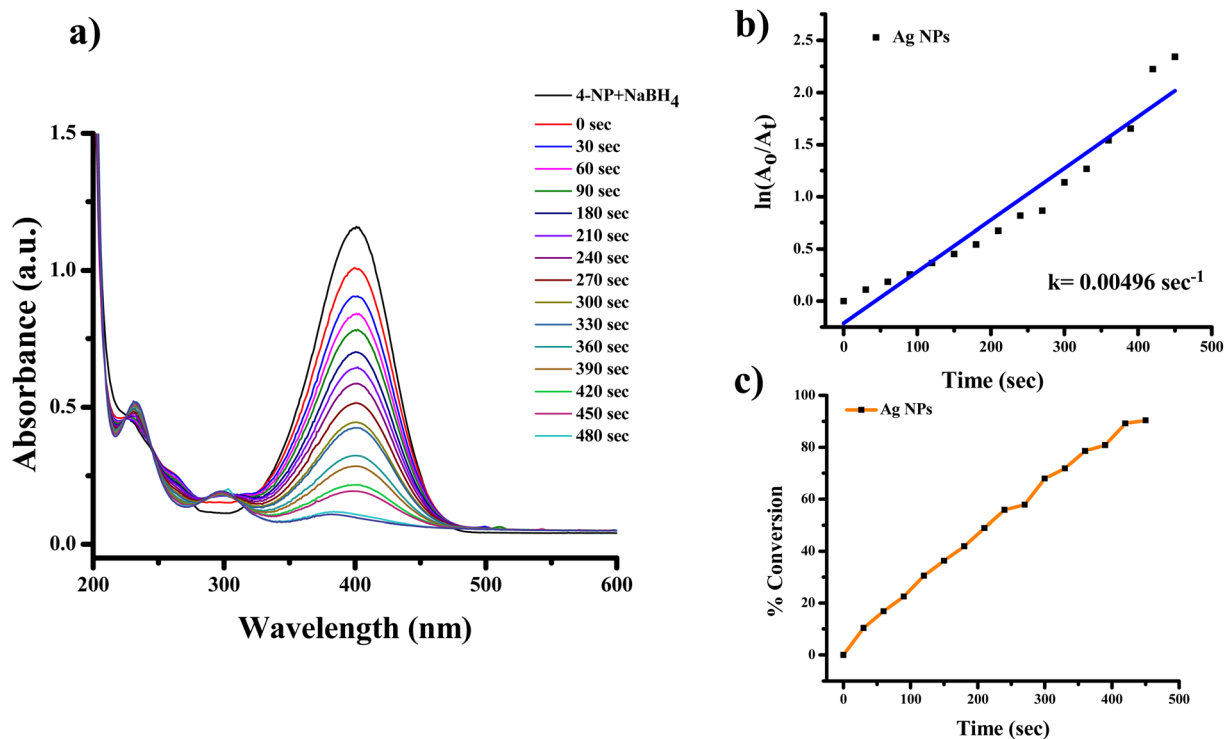 a)
4-NP+NaBH4
0 sec
30 sec
60 sec
90 sec
180 sec
210 sec
240 sec
270 sec
300 sec
330 sec
360 sec
390 sec
420 sec
450 sec
480 sec
1.5
1.0
0.5
0.0
200
300
400
500
600
Absorbance (a.u.)
Wavelength (nm)
b)
Ag NPs
2.5
2.0
1.5
1.0
0.5
0.0
0
100
200
300
400
500
ln(Ao/At)
k= 0.00496 sec-1
Time (sec)
c)
Ag NPs
100
80
60
40
20
0
0
100
200
300
400
500
% Conversion
Time (sec)